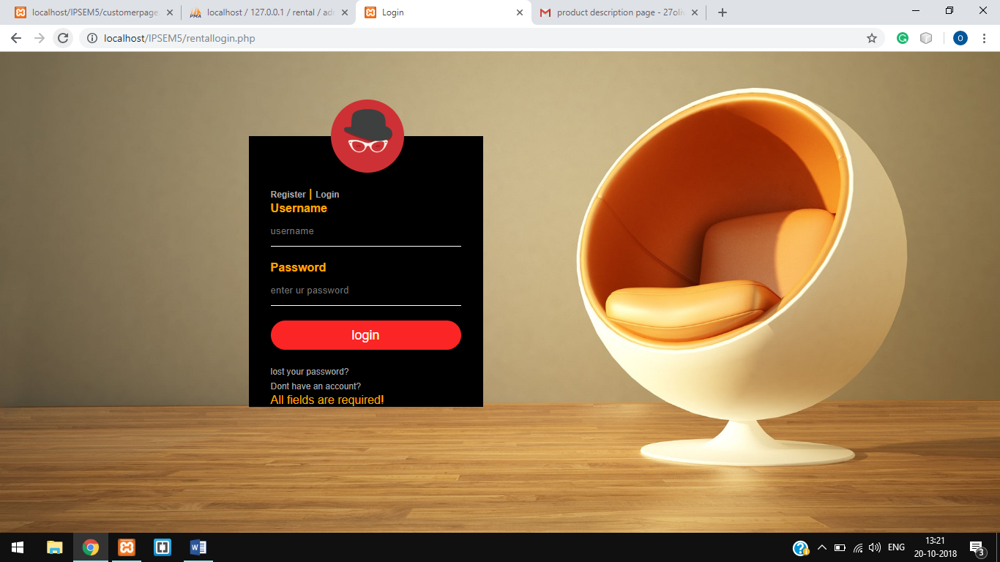 localhost/IPSEM5/customerpage.
localhost / 127.0.0.1 / rental / ad
Login
product description page - 27oli
localhost/IPSEM5/rentallogin.php
O
Register | Login
Username
username
Password
enter ur password
login
lost your password?
Dont have an account?
All fields are required!
PMA
W
?
ENG
13:21
20-10-2018
3